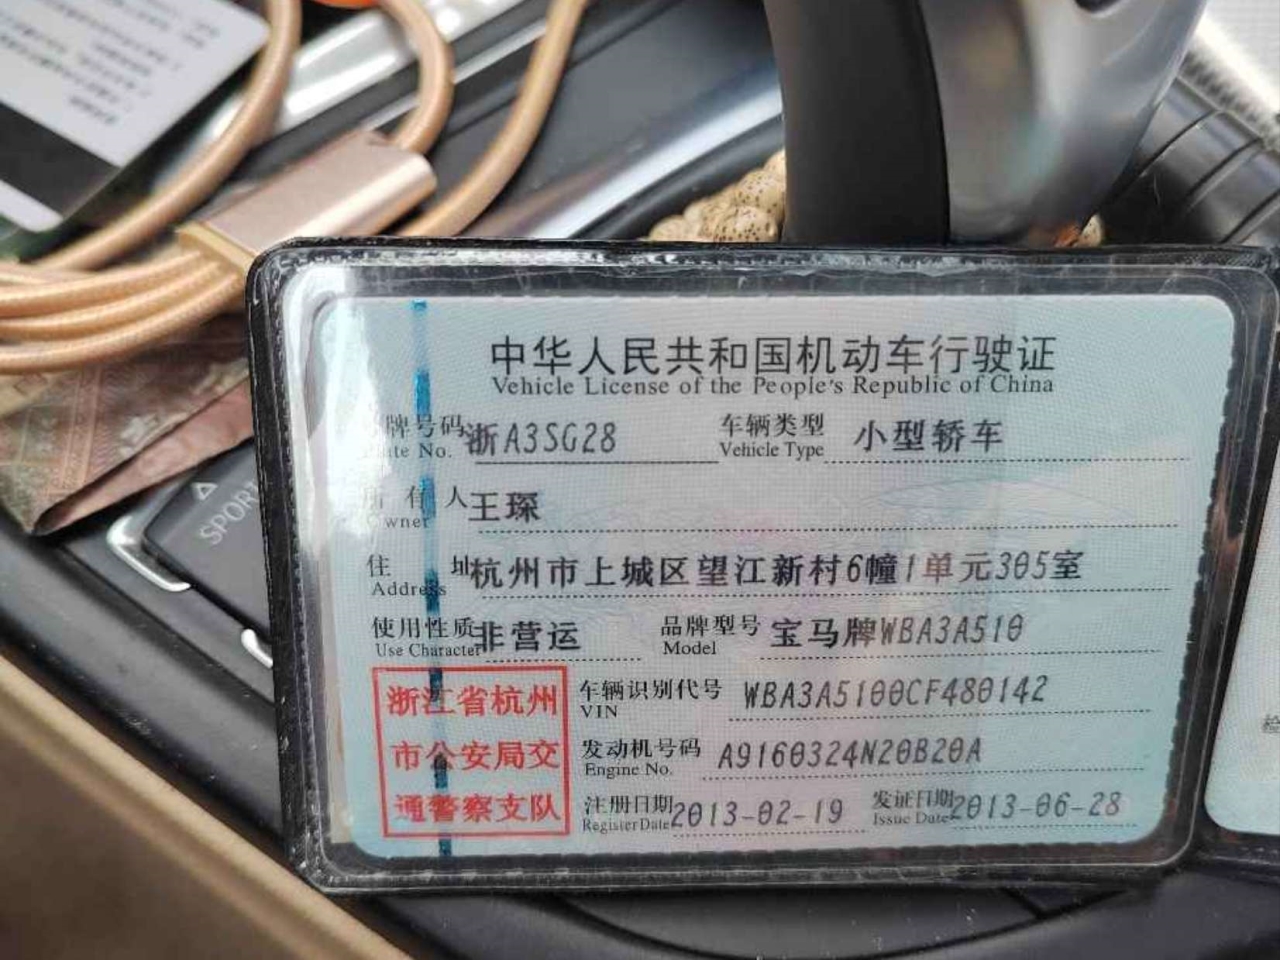 中华人民共和国机动车行驶证
Vehicle License of the People's Republic of China
牌号码 浙A3SG28 车辆类型 小型轿车
Plate No. Vehicle Type
所有人 王琛
Owner
住址 杭州市上城区望江新村6幢1单元305室
Address
使用性质 非营运 品牌型号 宝马牌WBA3A510
Use Character Model
浙江省杭州
市公安局交
通警察支队
车辆识别代号 WBA3A5100CF480142
VIN
发动机号码 A9160324N20B20A
Engine No.
注册日期 2013-02-19 发证日期 2013-06-28
Register Date Issue Date
SPORT
检